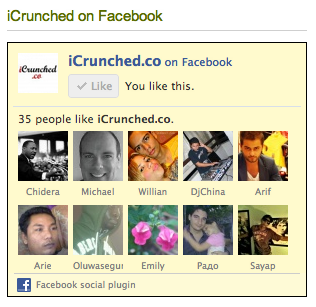 iCrunched on Facebook
iCrunched
.co
iCrunched.co on Facebook
Like
You like this.
35 people like iCrunched.co.
Chidera Michael Willian DjChina Arif
Arie Oluwasegu Emily Радо Sayap
Facebook social plugin